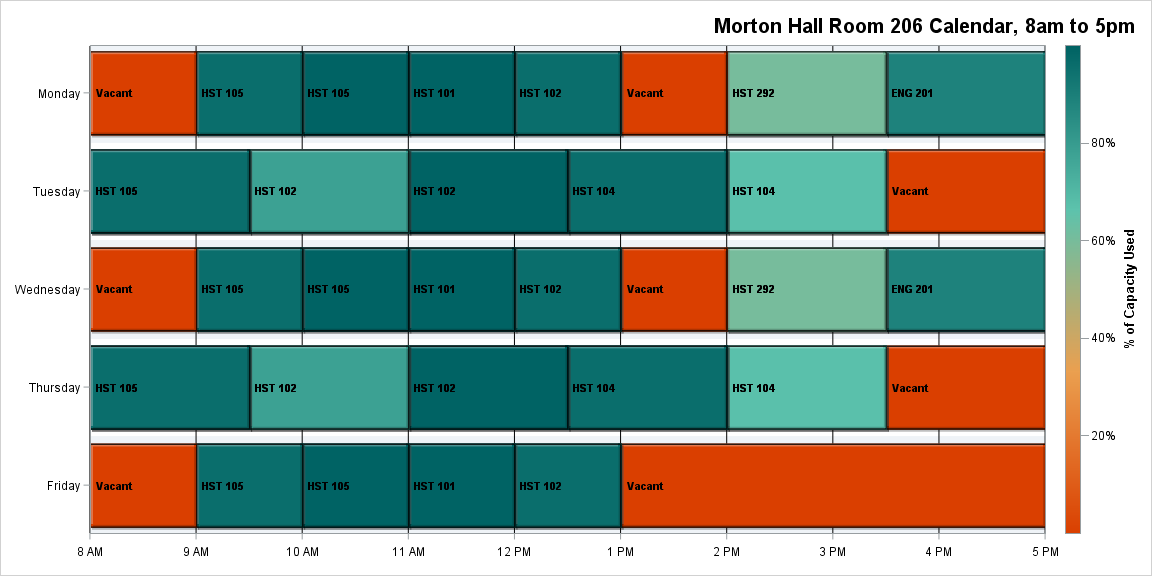 Morton Hall Room 206 Calendar, 8am to 5pm
Monday
Vacant
HST 105
HST 105
HST 101
HST 102
Vacant
HST 292
ENG 201
Tuesday
HST 105
HST 102
HST 102
HST 104
HST 104
Vacant
Wednesday
Vacant
HST 105
HST 105
HST 101
HST 102
Vacant
HST 292
ENG 201
Thursday
HST 105
HST 102
HST 102
HST 104
HST 104
Vacant
Friday
Vacant
HST 105
HST 105
HST 101
HST 102
Vacant
8 AM
9 AM
10 AM
11 AM
12 PM
1 PM
2 PM
3 PM
4 PM
5 PM
80%
60%
40%
20%
% of Capacity Used